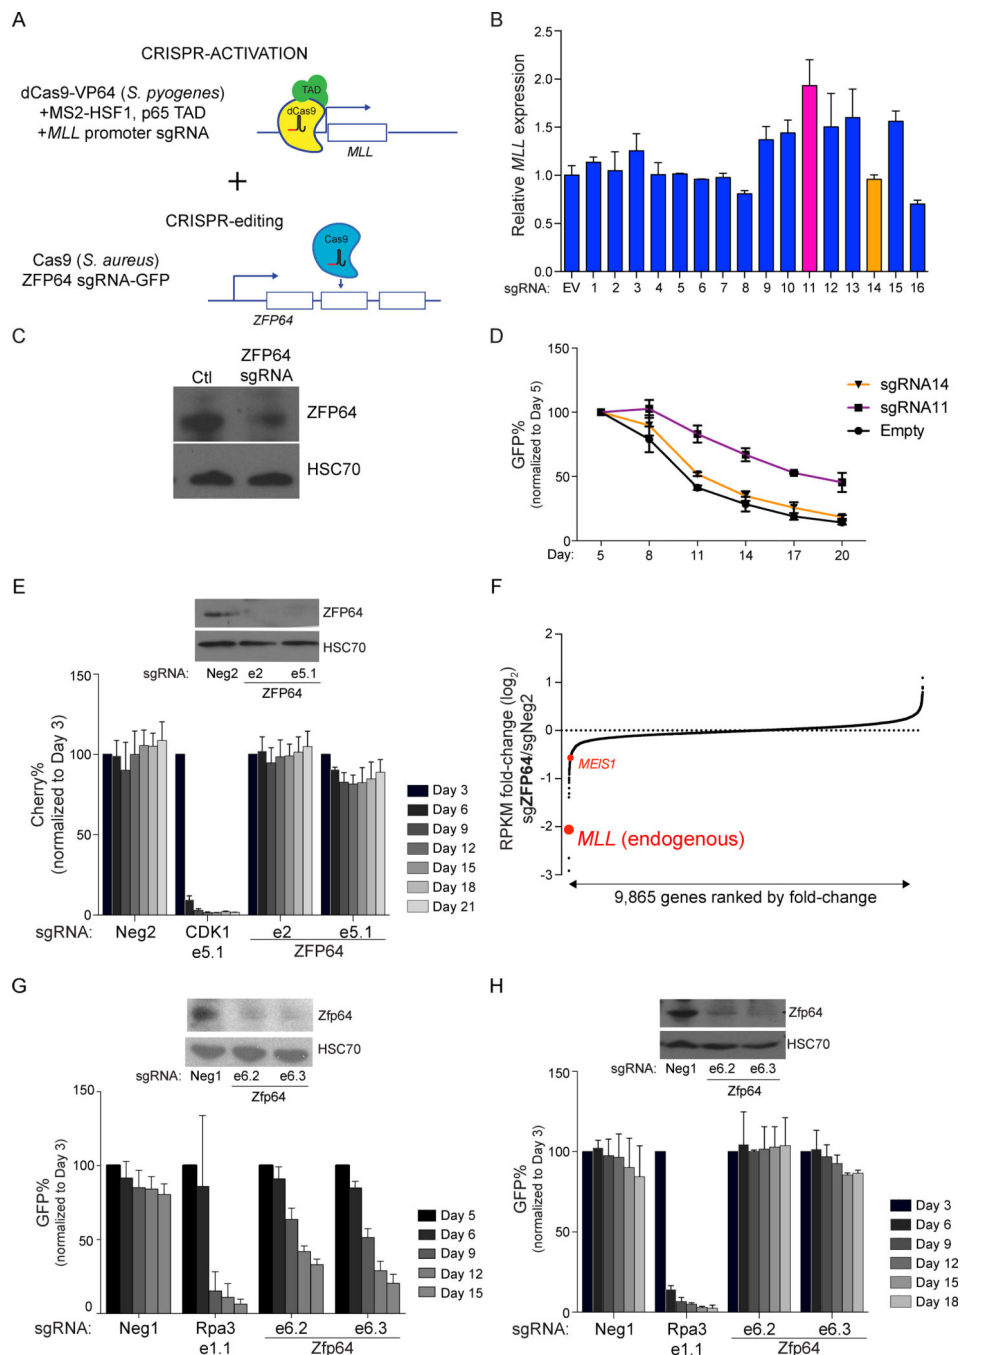 A
CRISPR-ACTIVATION
dCas9-VP64 (S. pyogenes)
+MS2-HSF1, p65 TAD
+MLL promoter sgRNA
TAD
dCas9
MLL
+
CRISPR-editing
Cas9 (S. aureus)
ZFP64 sgRNA-GFP
Cas9
ZFP64
B
Relative MLL expression
2.5
2.0
1.5
1.0
0.5
0.0
sgRNA: EV 1 2 3 4 5 6 7 8 9 10 11 12 13 14 15 16
C
Ctl
ZFP64
sgRNA
ZFP64
HSC70
D
GFP%
(normalized to Day 5)
150
100
50
0
Day: 5 8 11 14 17 20
sgRNA14
sgRNA11
Empty
E
ZFP64
HSC70
sgRNA: Neg2 e2 e5.1
ZFP64
Cherry%
(normalized to Day 3)
150
100
50
0
Day 3
Day 6
Day 9
Day 12
Day 15
Day 18
Day 21
sgRNA: Neg2 CDK1 e2 e5.1
e5.1 ZFP64
F
RPKM fold-change (log2)
sgZFP64/sgNeg2
2
1
0
-1
-2
-3
MEIS1
MLL (endogenous)
9,865 genes ranked by fold-change
G
Zfp64
HSC70
sgRNA: Neg1 e6.2 e6.3
Zfp64
GFP%
(normalized to Day 3)
150
100
50
0
Day 5
Day 6
Day 9
Day 12
Day 15
sgRNA: Neg1 Rpa3 e6.2 e6.3
e1.1 Zfp64
H
Zfp64
HSC70
sgRNA: Neg1 e6.2 e6.3
Zfp64
GFP%
(normalized to Day 3)
150
100
50
0
Day 3
Day 6
Day 9
Day 12
Day 15
Day 18
sgRNA: Neg1 Rpa3 e6.2 e6.3
e1.1 Zfp64